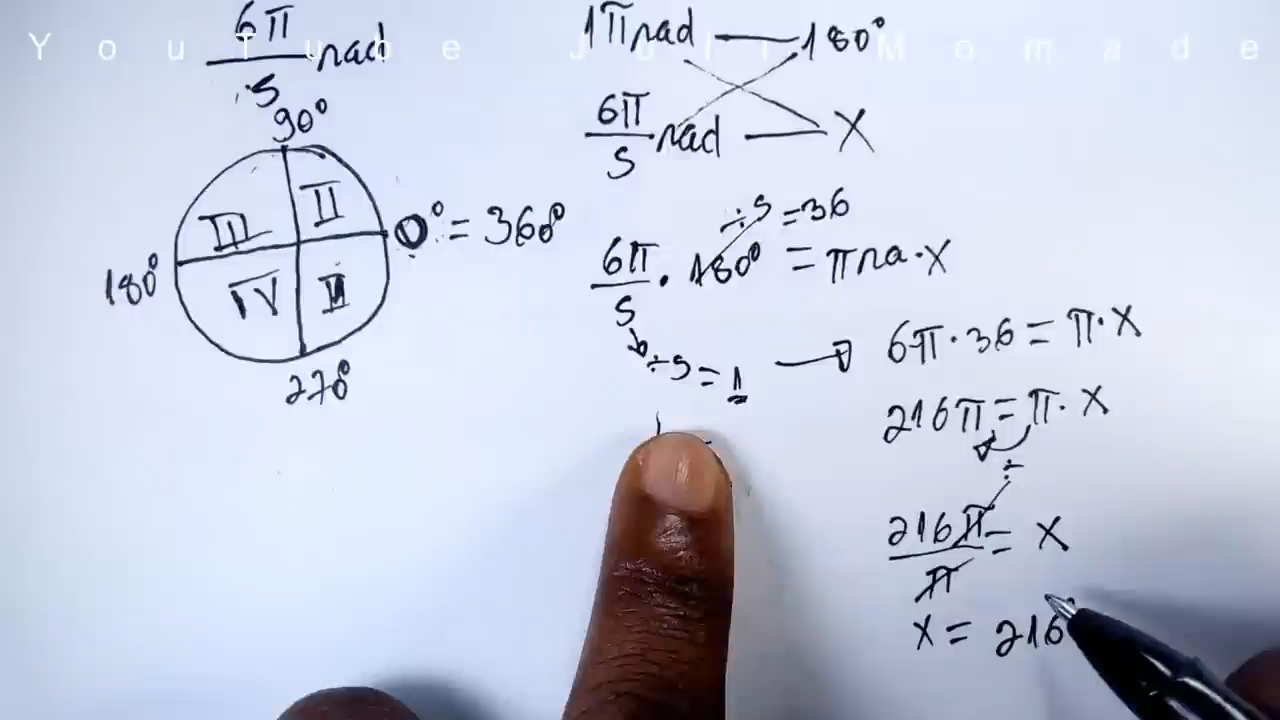 YouTube Juli Momade
6π/5 rad
90°
III II
0° = 360°
180°
IV II
270°
1π rad — 180°
6π/5 rad — X
÷5 = 36
6π/5 · 180° = π ra · X
÷5 = 1
6π · 36 = π · X
216π = π · X
÷
216π/π = X
X = 216°